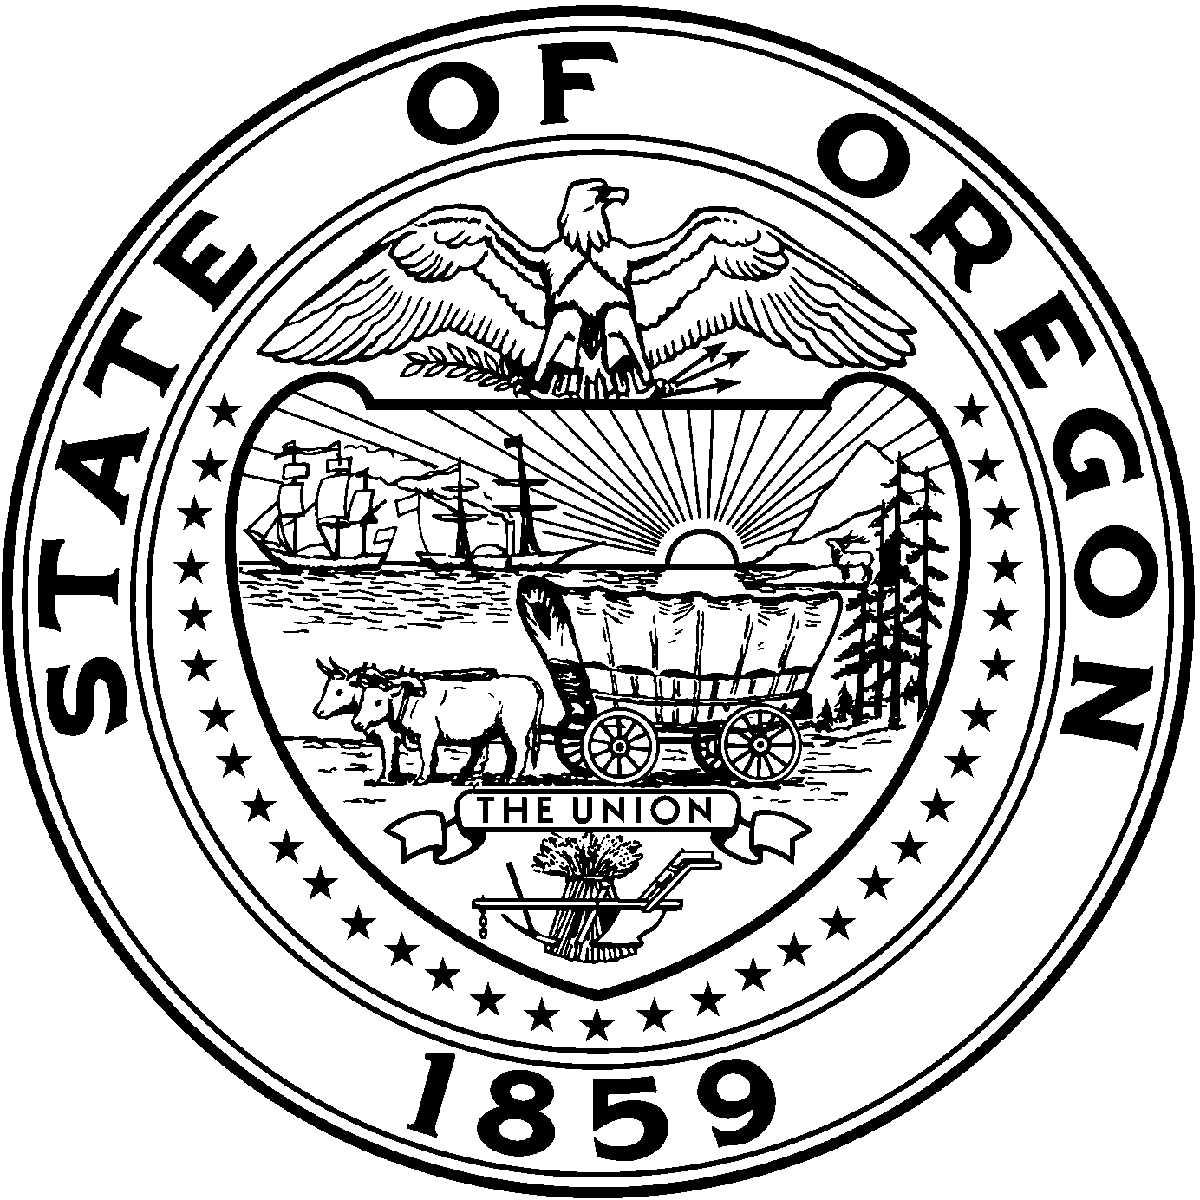 STATE OF OREGON
THE UNION
1859